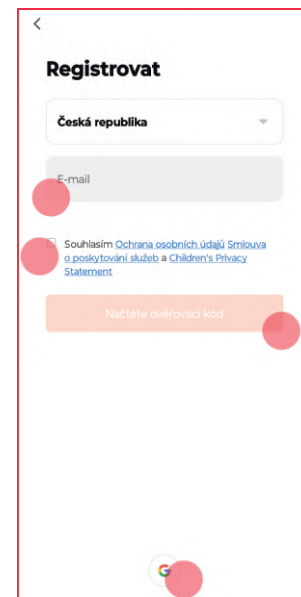 Registrovat
Česká republika
E-mail
Souhlasím Ochrana osobních údajů Smlouva
o poskytování služeb a Children's Privacy
Statement
Načtěte ověřovací kód
G